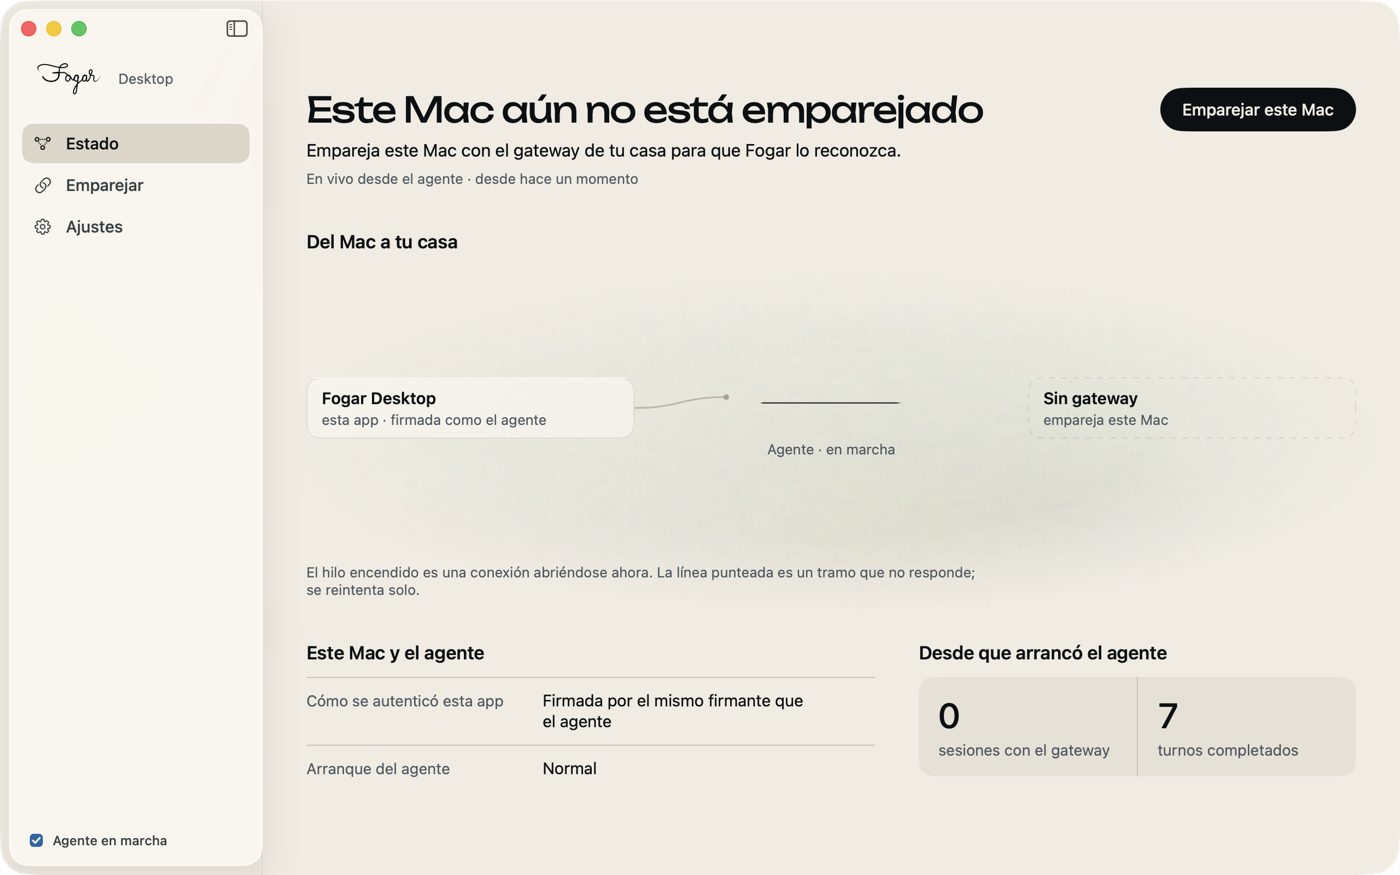 Fogar Desktop
Estado
Emparejar
Ajustes
Agente en marcha
Este Mac aún no está emparejado
Emparejar este Mac
Empareja este Mac con el gateway de tu casa para que Fogar lo reconozca.
En vivo desde el agente · desde hace un momento
Del Mac a tu casa
Fogar Desktop
esta app · firmada como el agente
Agente · en marcha
Sin gateway
empareja este Mac
El hilo encendido es una conexión abriéndose ahora. La línea punteada es un tramo que no responde;
se reintenta solo.
Este Mac y el agente
Cómo se autenticó esta app
Firmada por el mismo firmante que
el agente
Arranque del agente
Normal
Desde que arrancó el agente
0
sesiones con el gateway
7
turnos completados